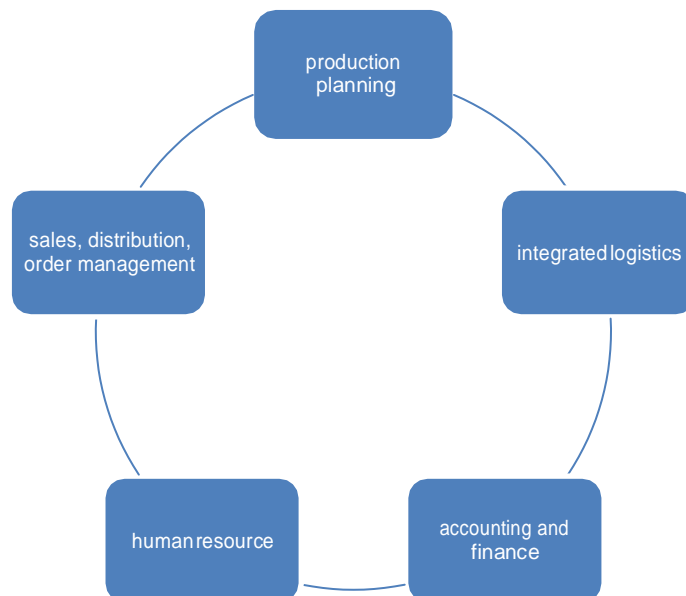 production
planning
integrated logistics
accounting and
finance
human resource
sales, distribution,
order management